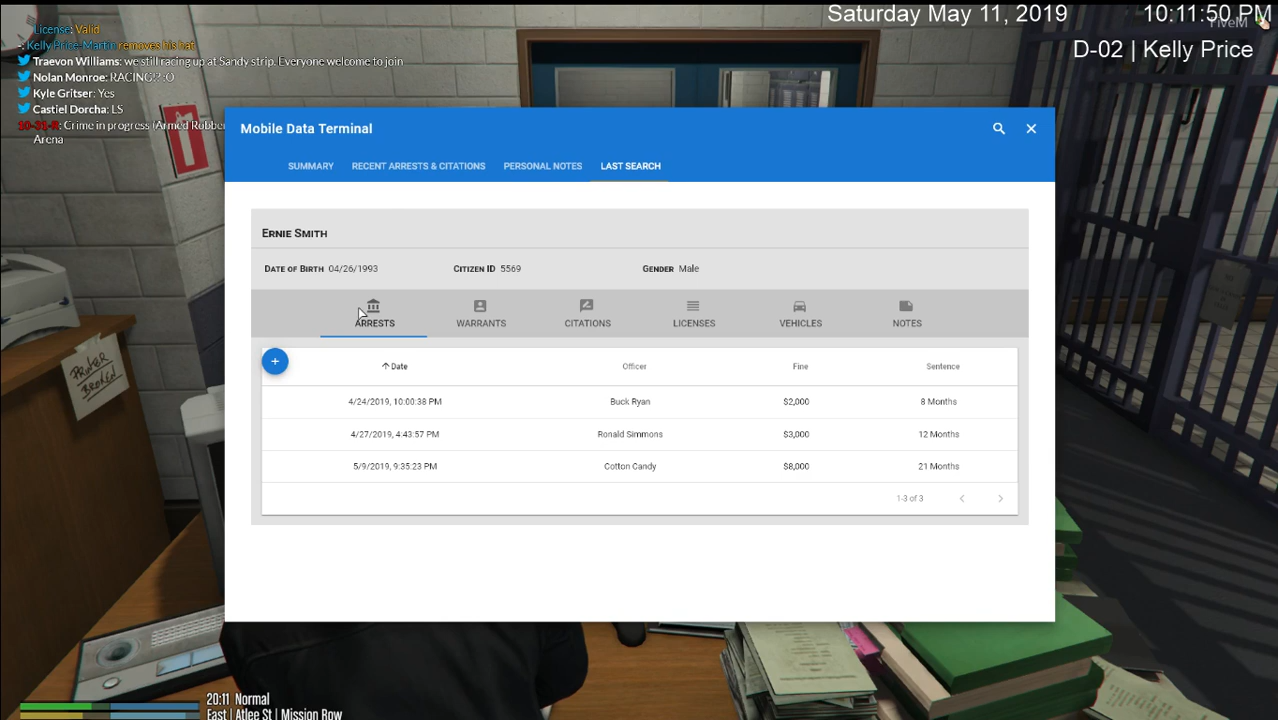 Saturday May 11, 2019 10:11:50 PM
FiveM
D-02 | Kelly Price
License: Valid
-: Kelly Price-Martin removes his hat
Traevon Williams: we still racing up at Sandy strip. Everyone welcome to join
Nolan Monroe: RACING!?:O
Kyle Gritser: Yes
Castiel Dorcha: LS
10-31-R: Crime in progress (Armed Robber
Arena
Mobile Data Terminal
SUMMARY RECENT ARRESTS & CITATIONS PERSONAL NOTES LAST SEARCH
ERNIE SMITH
DATE OF BIRTH 04/26/1993 CITIZEN ID 5569 GENDER Male
ARRESTS WARRANTS CITATIONS LICENSES VEHICLES NOTES
+ Date Officer Fine Sentence
4/24/2019, 10:00:38 PM Buck Ryan $2,000 8 Months
4/27/2019, 4:43:57 PM Ronald Simmons $3,000 12 Months
5/9/2019, 9:35:23 PM Cotton Candy $8,000 21 Months
1-3 of 3
PRINTER
BROKEN
20:11 Normal
East | Atlee St | Mission Row